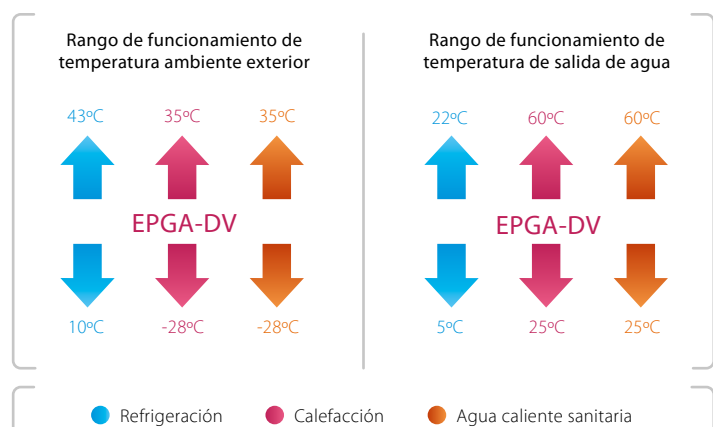 Rango de funcionamiento de
temperatura ambiente exterior
43ºC 35ºC 35ºC
EPGA-DV
10ºC -28ºC -28ºC
Rango de funcionamiento de
temperatura de salida de agua
22ºC 60ºC 60ºC
EPGA-DV
5ºC 25ºC 25ºC
Refrigeración Calefacción Agua caliente sanitaria